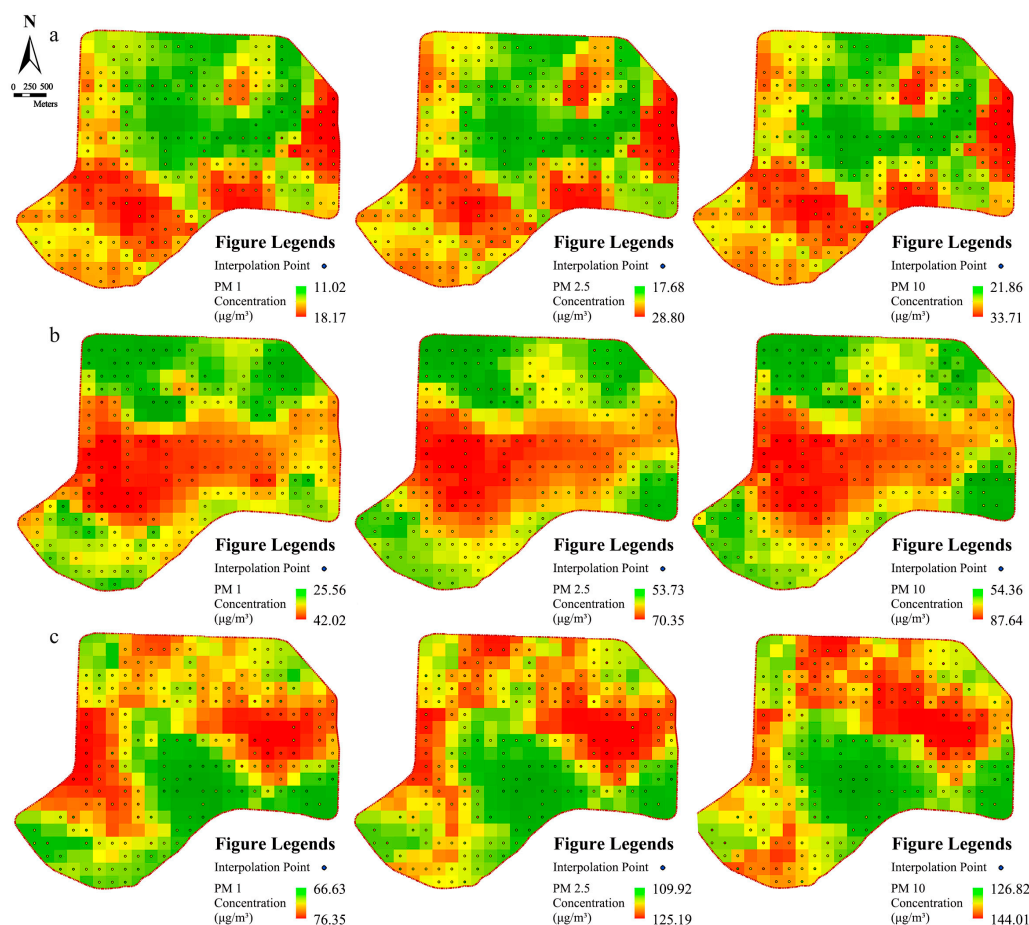 N
a
0 250 500
Meters
Figure Legends
Interpolation Point
PM 1
Concentration
(μg/m³)
11.02
18.17
Figure Legends
Interpolation Point
PM 2.5
Concentration
(μg/m³)
17.68
28.80
Figure Legends
Interpolation Point
PM 10
Concentration
(μg/m³)
21.86
33.71
b
Figure Legends
Interpolation Point
PM 1
Concentration
(μg/m³)
25.56
42.02
Figure Legends
Interpolation Point
PM 2.5
Concentration
(μg/m³)
53.73
70.35
Figure Legends
Interpolation Point
PM 10
Concentration
(μg/m³)
54.36
87.64
c
Figure Legends
Interpolation Point
PM 1
Concentration
(μg/m³)
66.63
76.35
Figure Legends
Interpolation Point
PM 2.5
Concentration
(μg/m³)
109.92
125.19
Figure Legends
Interpolation Point
PM 10
Concentration
(μg/m³)
126.82
144.01